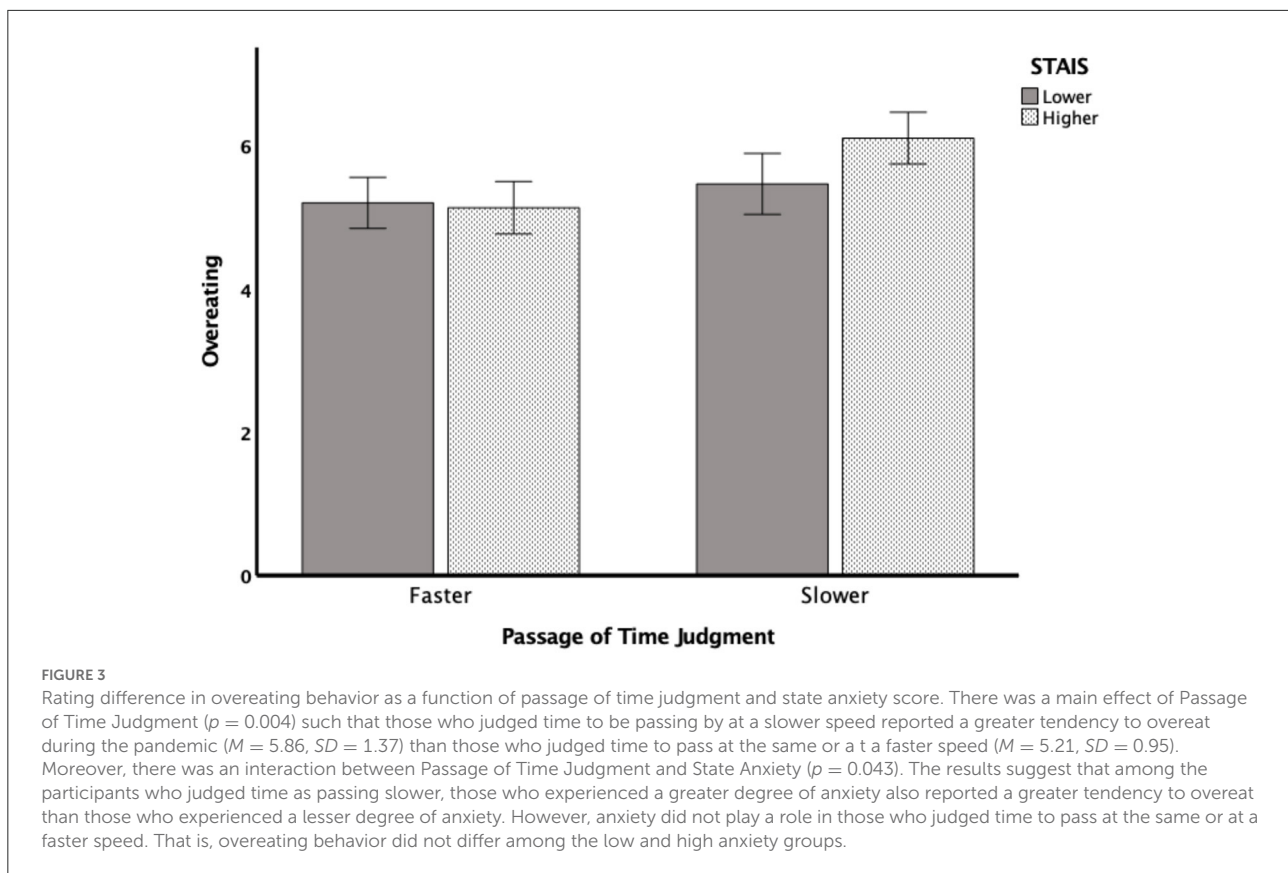 STAIS
Lower
Higher
6
4
2
0
Overeating
Faster
Slower
Passage of Time Judgment
FIGURE 3
Rating difference in overeating behavior as a function of passage of time judgment and state anxiety score. There was a main effect of Passage
of Time Judgment (p = 0.004) such that those who judged time to be passing by at a slower speed reported a greater tendency to overeat
during the pandemic (M = 5.86, SD = 1.37) than those who judged time to pass at the same or a t a faster speed (M = 5.21, SD = 0.95).
Moreover, there was an interaction between Passage of Time Judgment and State Anxiety (p = 0.043). The results suggest that among the
participants who judged time as passing slower, those who experienced a greater degree of anxiety also reported a greater tendency to overeat
than those who experienced a lesser degree of anxiety. However, anxiety did not play a role in those who judged time to pass at the same or at a
faster speed. That is, overeating behavior did not differ among the low and high anxiety groups.